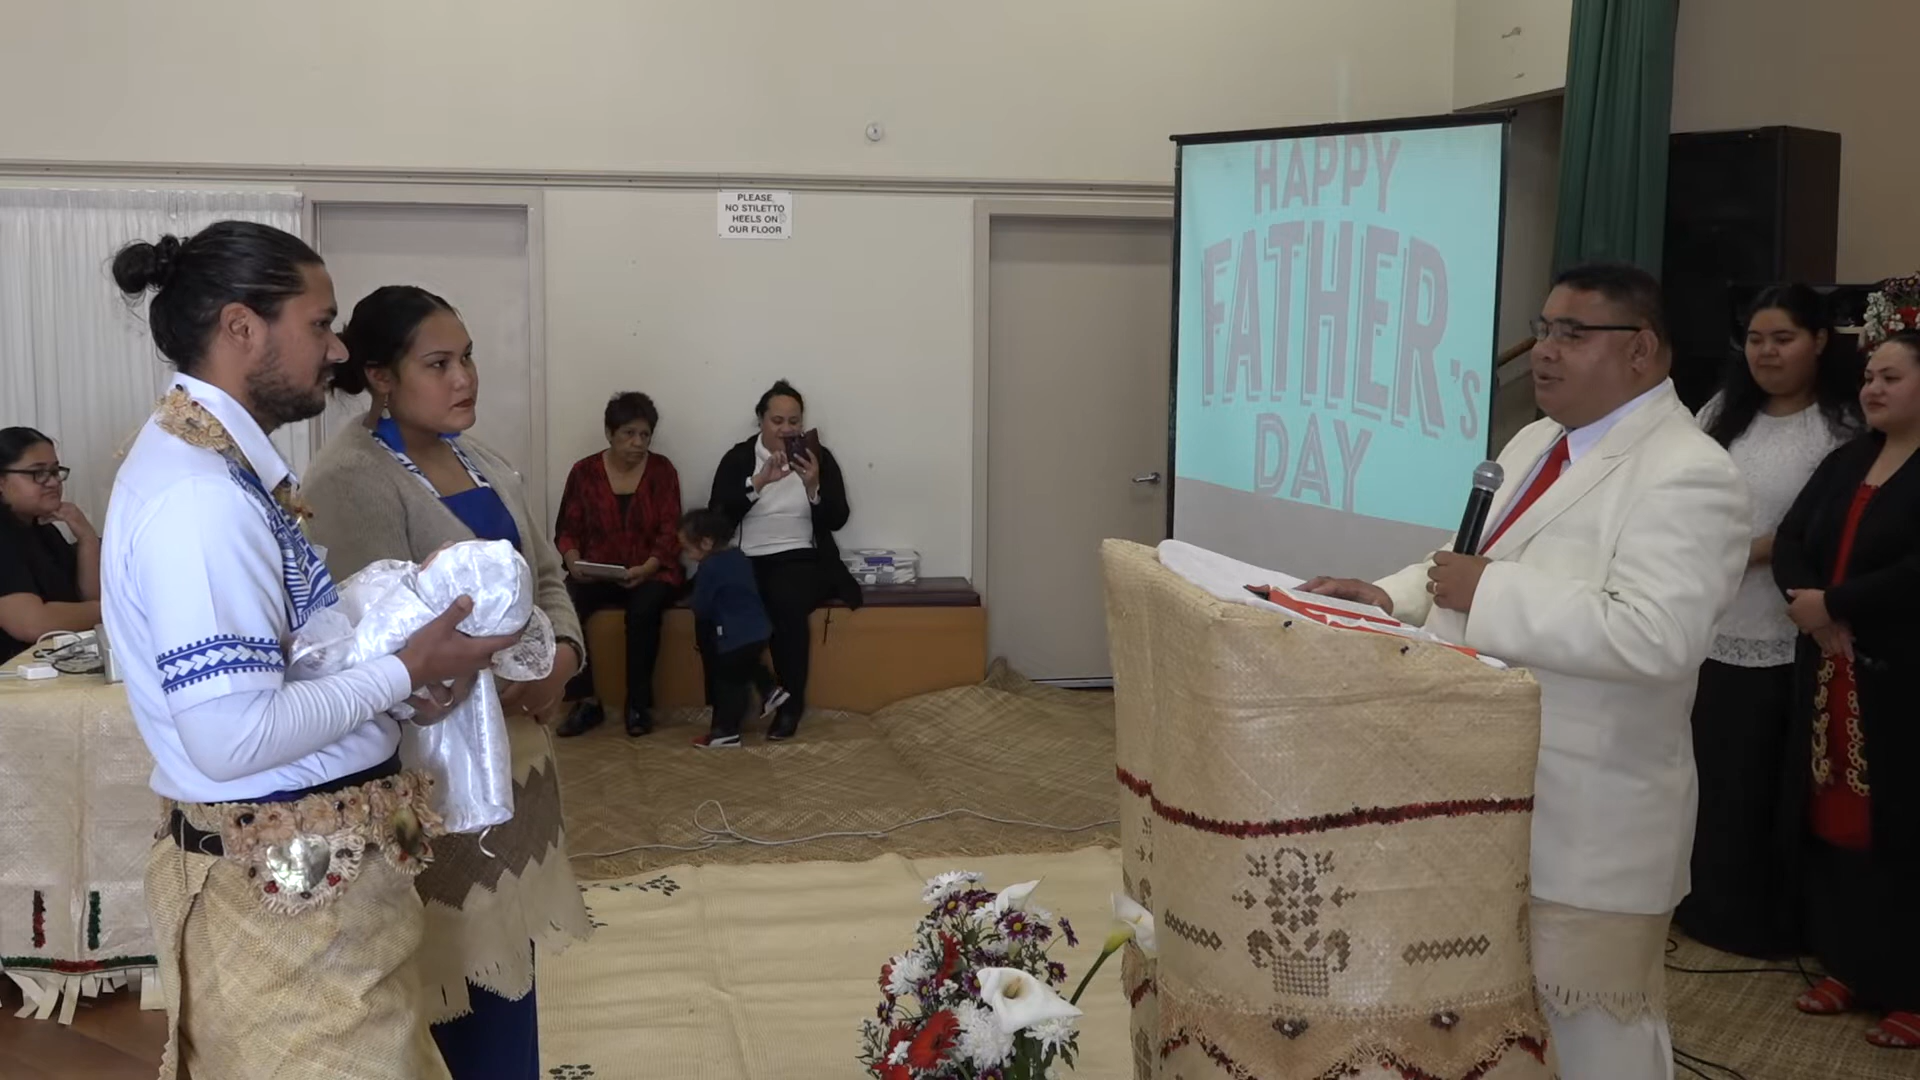 PLEASE
NO STILETTO
HEELS ON
OUR FLOOR
HAPPY
FATHER'S
DAY